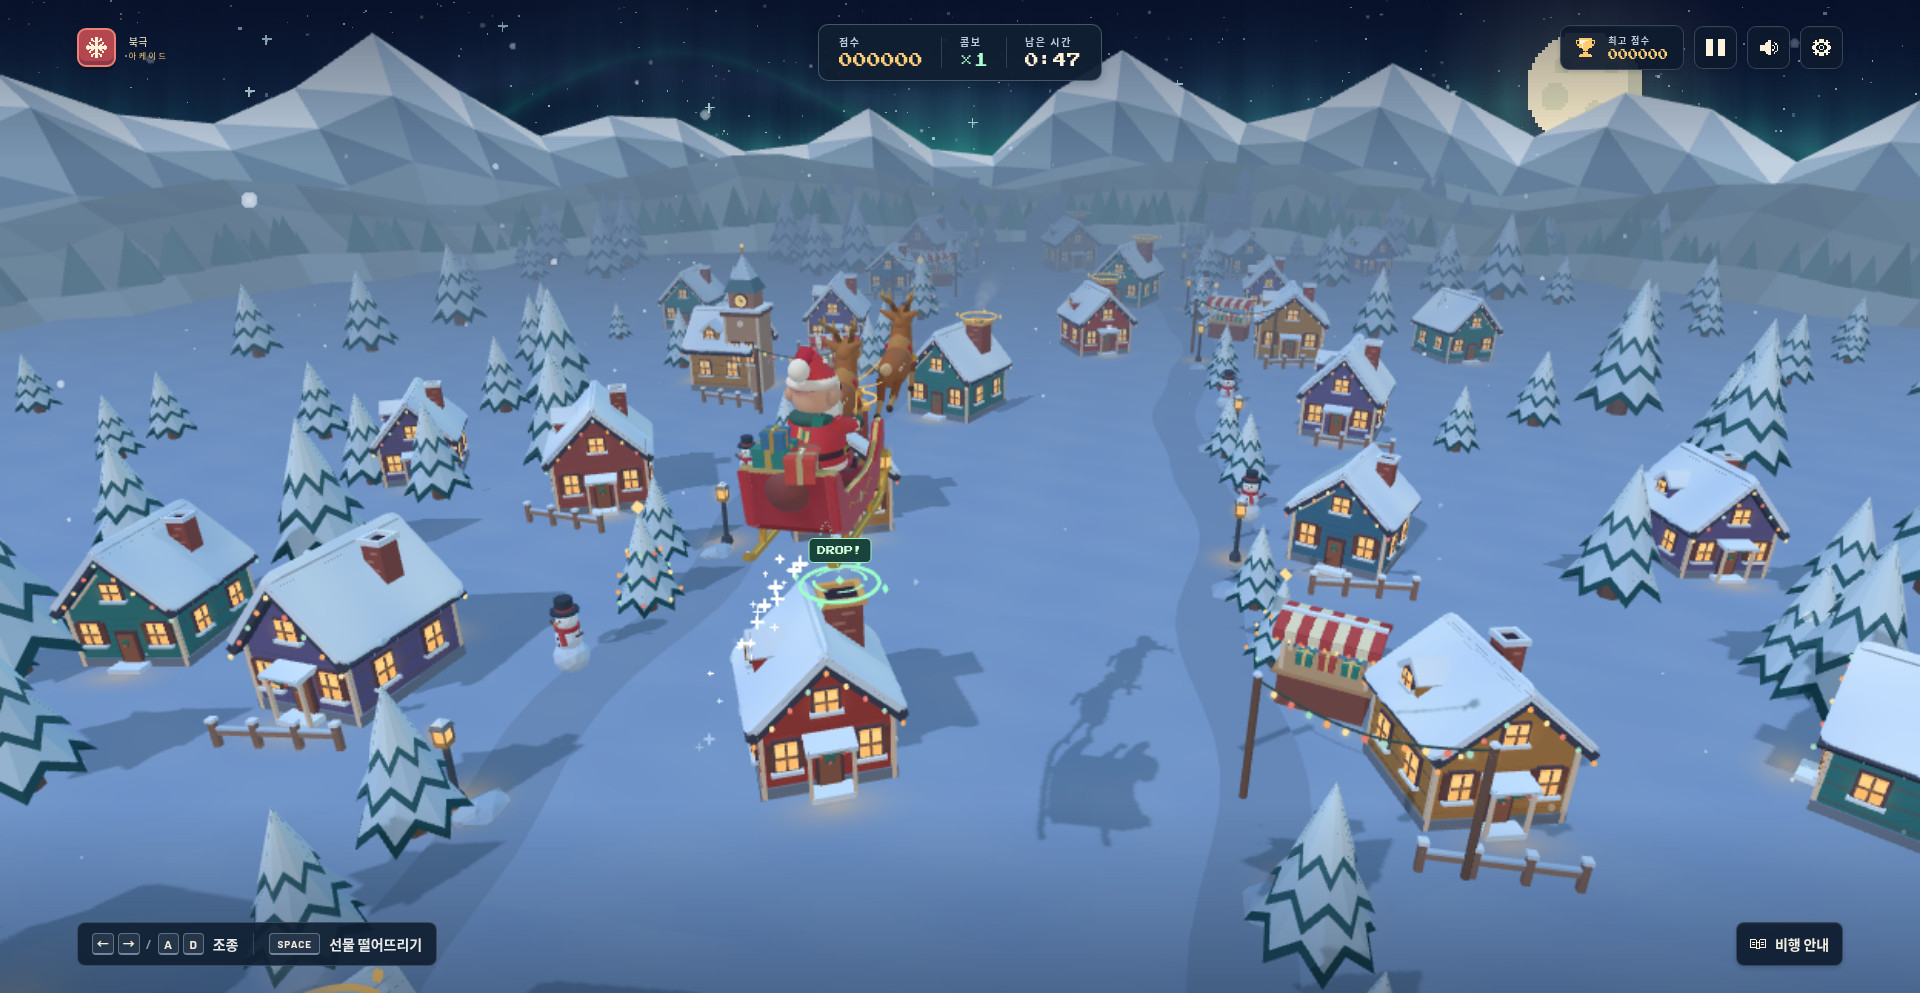 북극
아케이드
점수
000000
콤보
×1
남은 시간
0:47
최고 점수
000000
DROP!
← → / A D 조종
SPACE 선물 떨어뜨리기
비행 안내